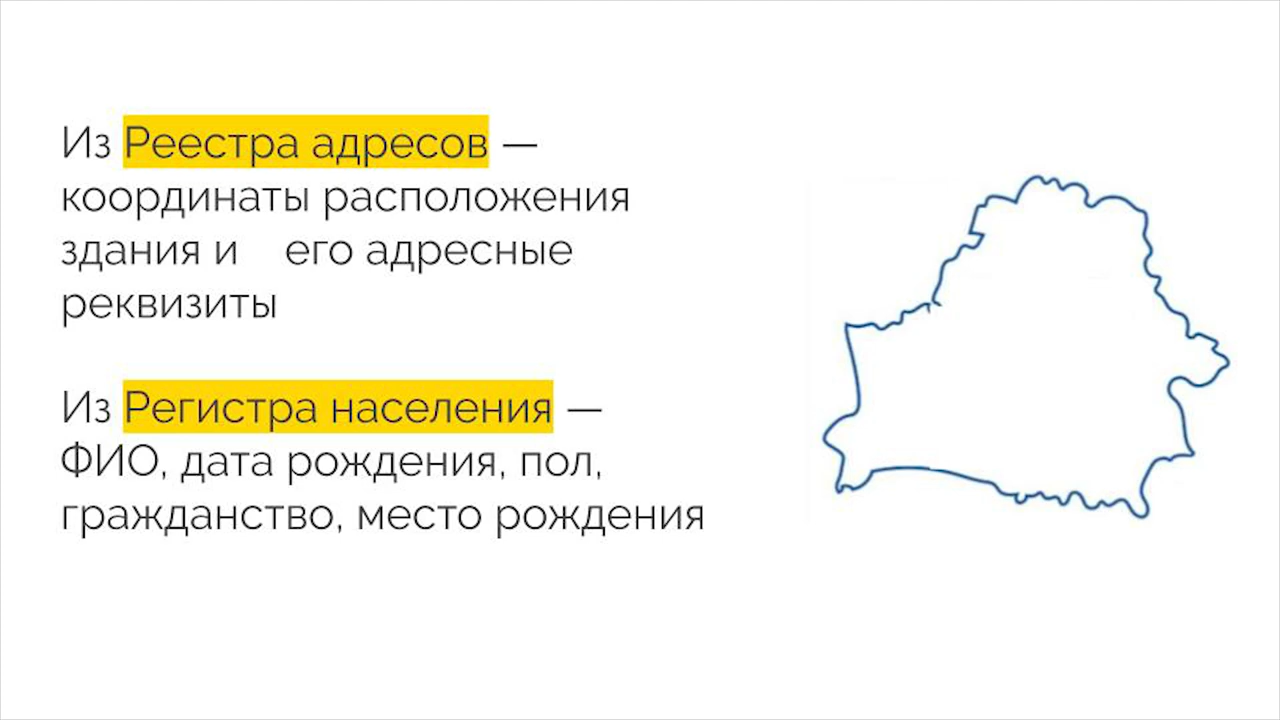 Из Реестра адресов —
координаты расположения
здания и его адресные
реквизиты
Из Регистра населения —
ФИО, дата рождения, пол,
гражданство, место рождения